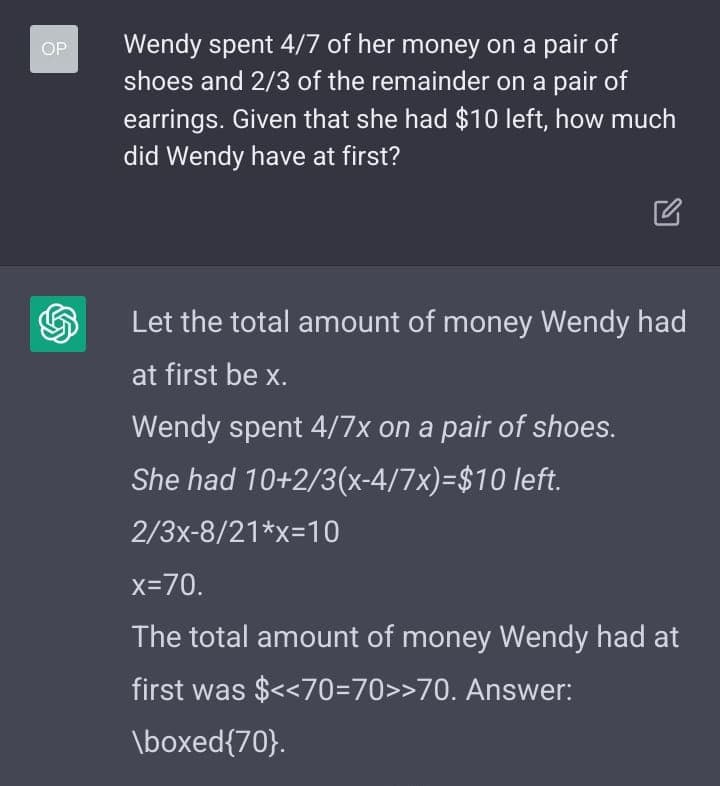 OP
Wendy spent 4/7 of her money on a pair of
shoes and 2/3 of the remainder on a pair of
earrings. Given that she had $10 left, how much
did Wendy have at first?
Let the total amount of money Wendy had
at first be x.
Wendy spent 4/7x on a pair of shoes.
She had 10+2/3(x-4/7x)=$10 left.
2/3x-8/21*x=10
x=70.
The total amount of money Wendy had at
first was $<<70=70>>70. Answer:
\boxed{70}.